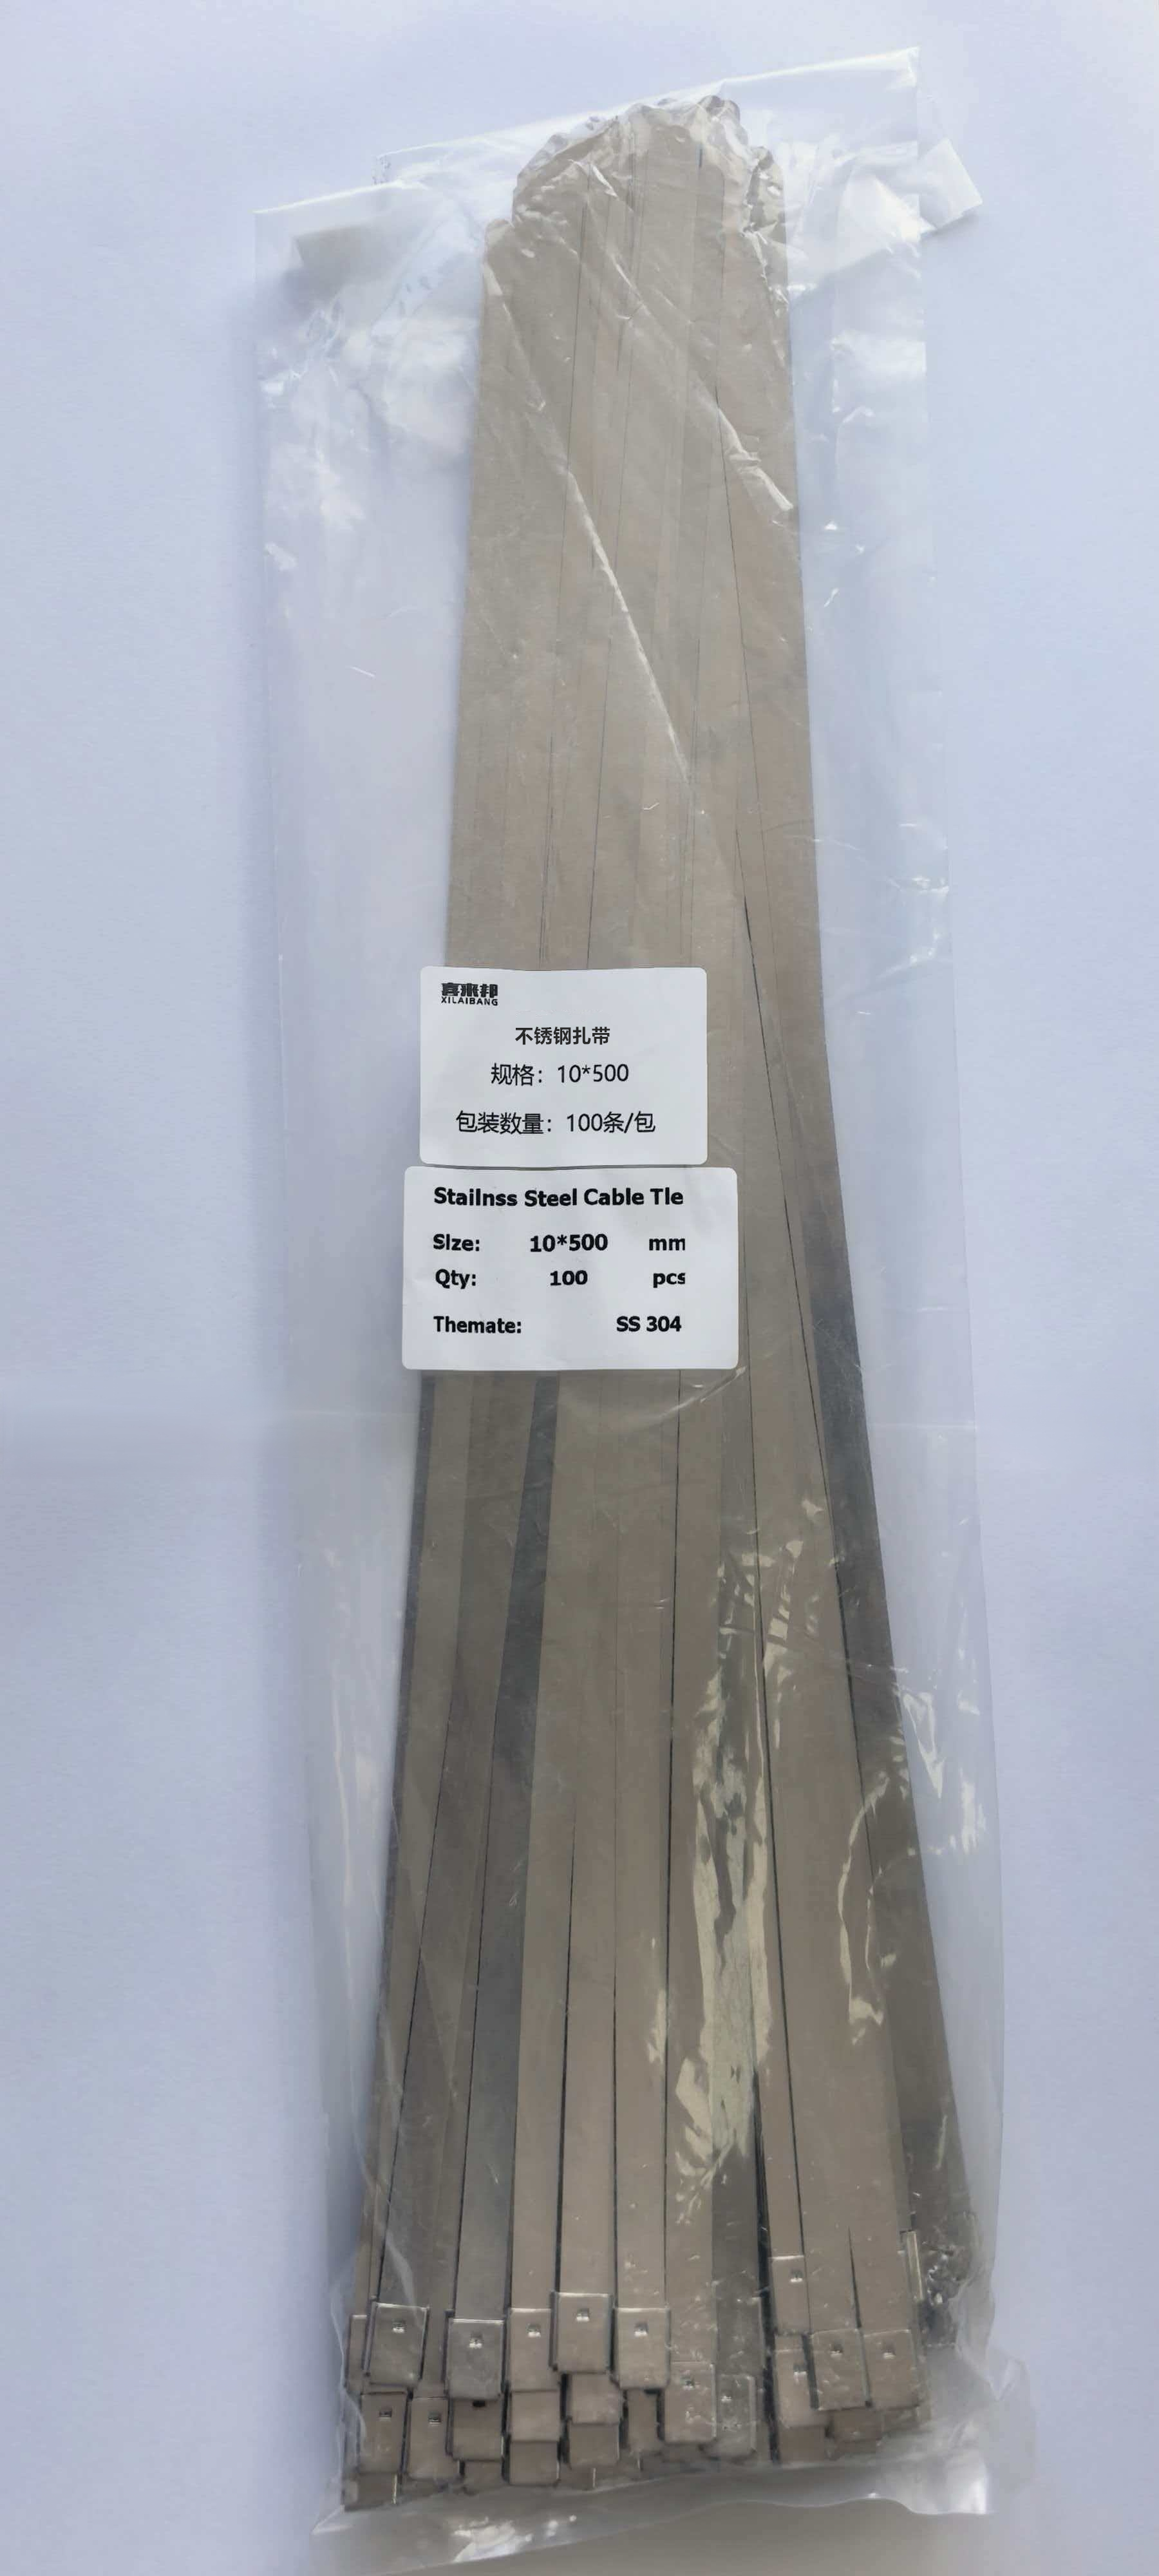 喜来邦
XILAIBANG
不锈钢扎带
规格：10*500
包装数量：100条/包
Stailnss Steel Cable Tle
Slze: 10*500 mm
Qty: 100 pcs
Themate: SS 304